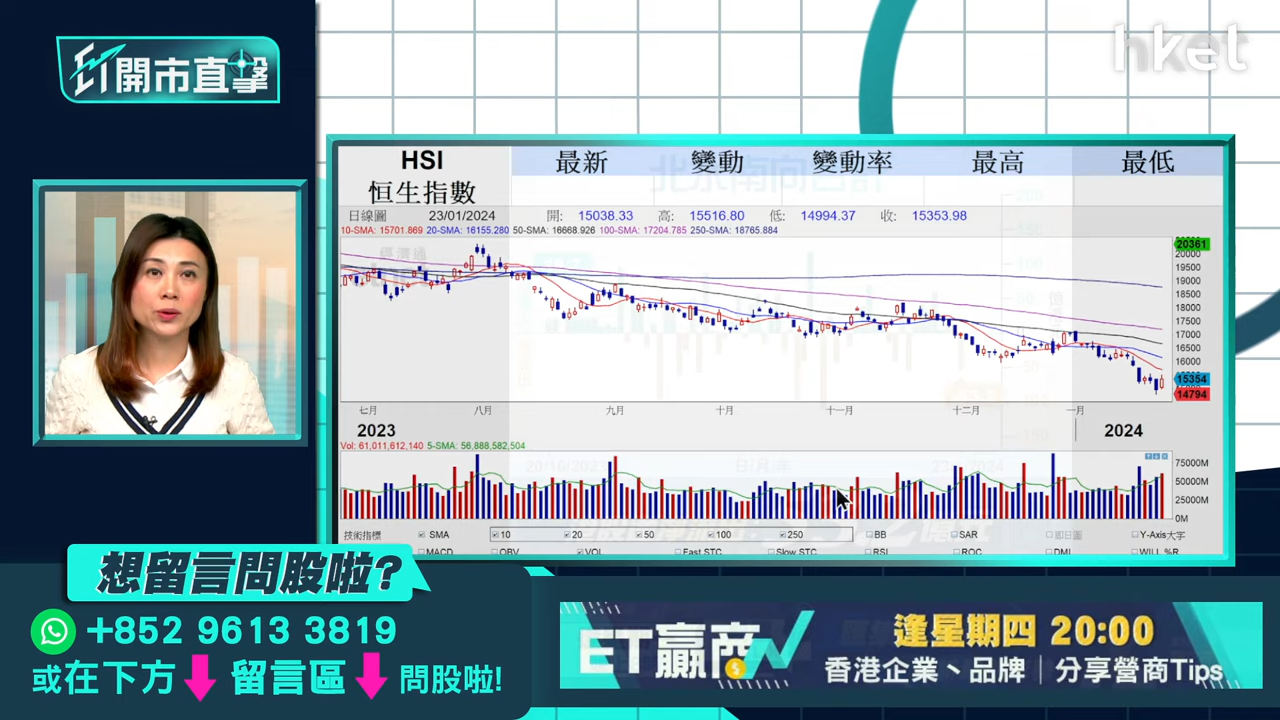 ET開市直擊
hket
HSI
恒生指數
最新 變動 變動率 最高 最低
日線圖 23/01/2024 開: 15038.33 高: 15516.80 低: 14994.37 收: 15353.98
10-SMA: 15701.869 20-SMA: 16155.280 50-SMA: 16668.926 100-SMA: 17204.785 250-SMA: 18765.884
20361
20000
19500
19000
18500
18000
17500
17000
16500
16000
15354
14794
七月 八月 九月 十月 十一月 十二月 一月
2023 2024
Vol: 61,011,612,140 5-SMA: 56,888,582,504
75000M
50000M
25000M
0M
技術指標 SMA 10 20 50 100 250 BB SAR 即日圖 Y-Axis大字
MACD OBV VOL Fast STC Slow STC RSI ROC DMI WILL %R
想留言問股啦?
+852 9613 3819
或在下方 留言區 問股啦!
ET贏商
逢星期四 20:00
香港企業、品牌｜分享營商Tips